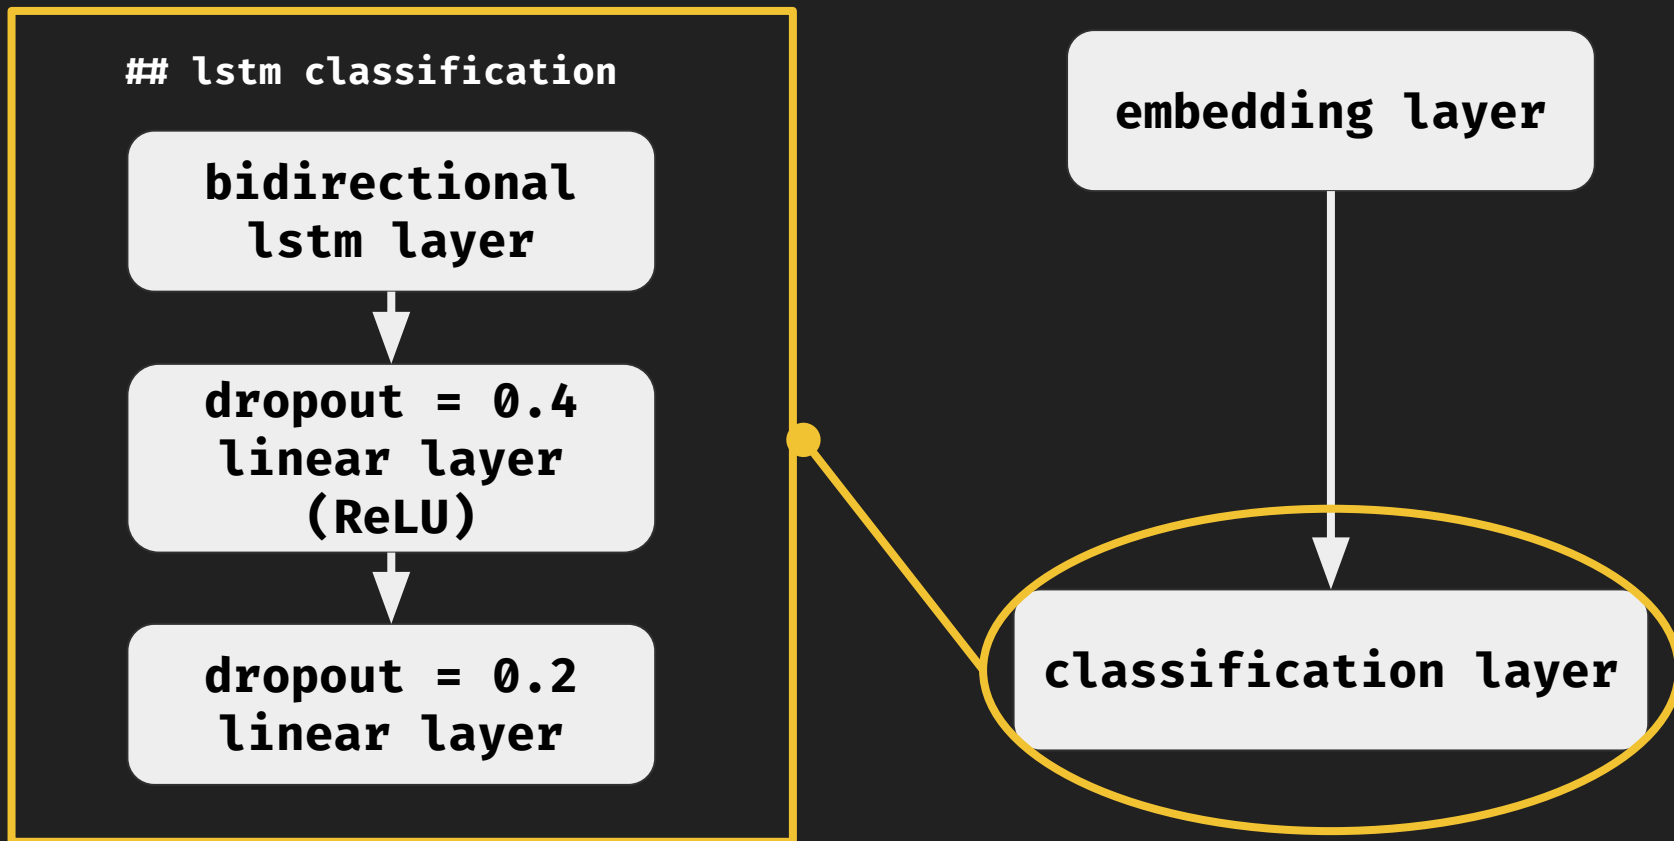 ## lstm classification
bidirectional
lstm layer
dropout = 0.4
linear layer
(ReLU)
dropout = 0.2
linear layer
embedding layer
classification layer